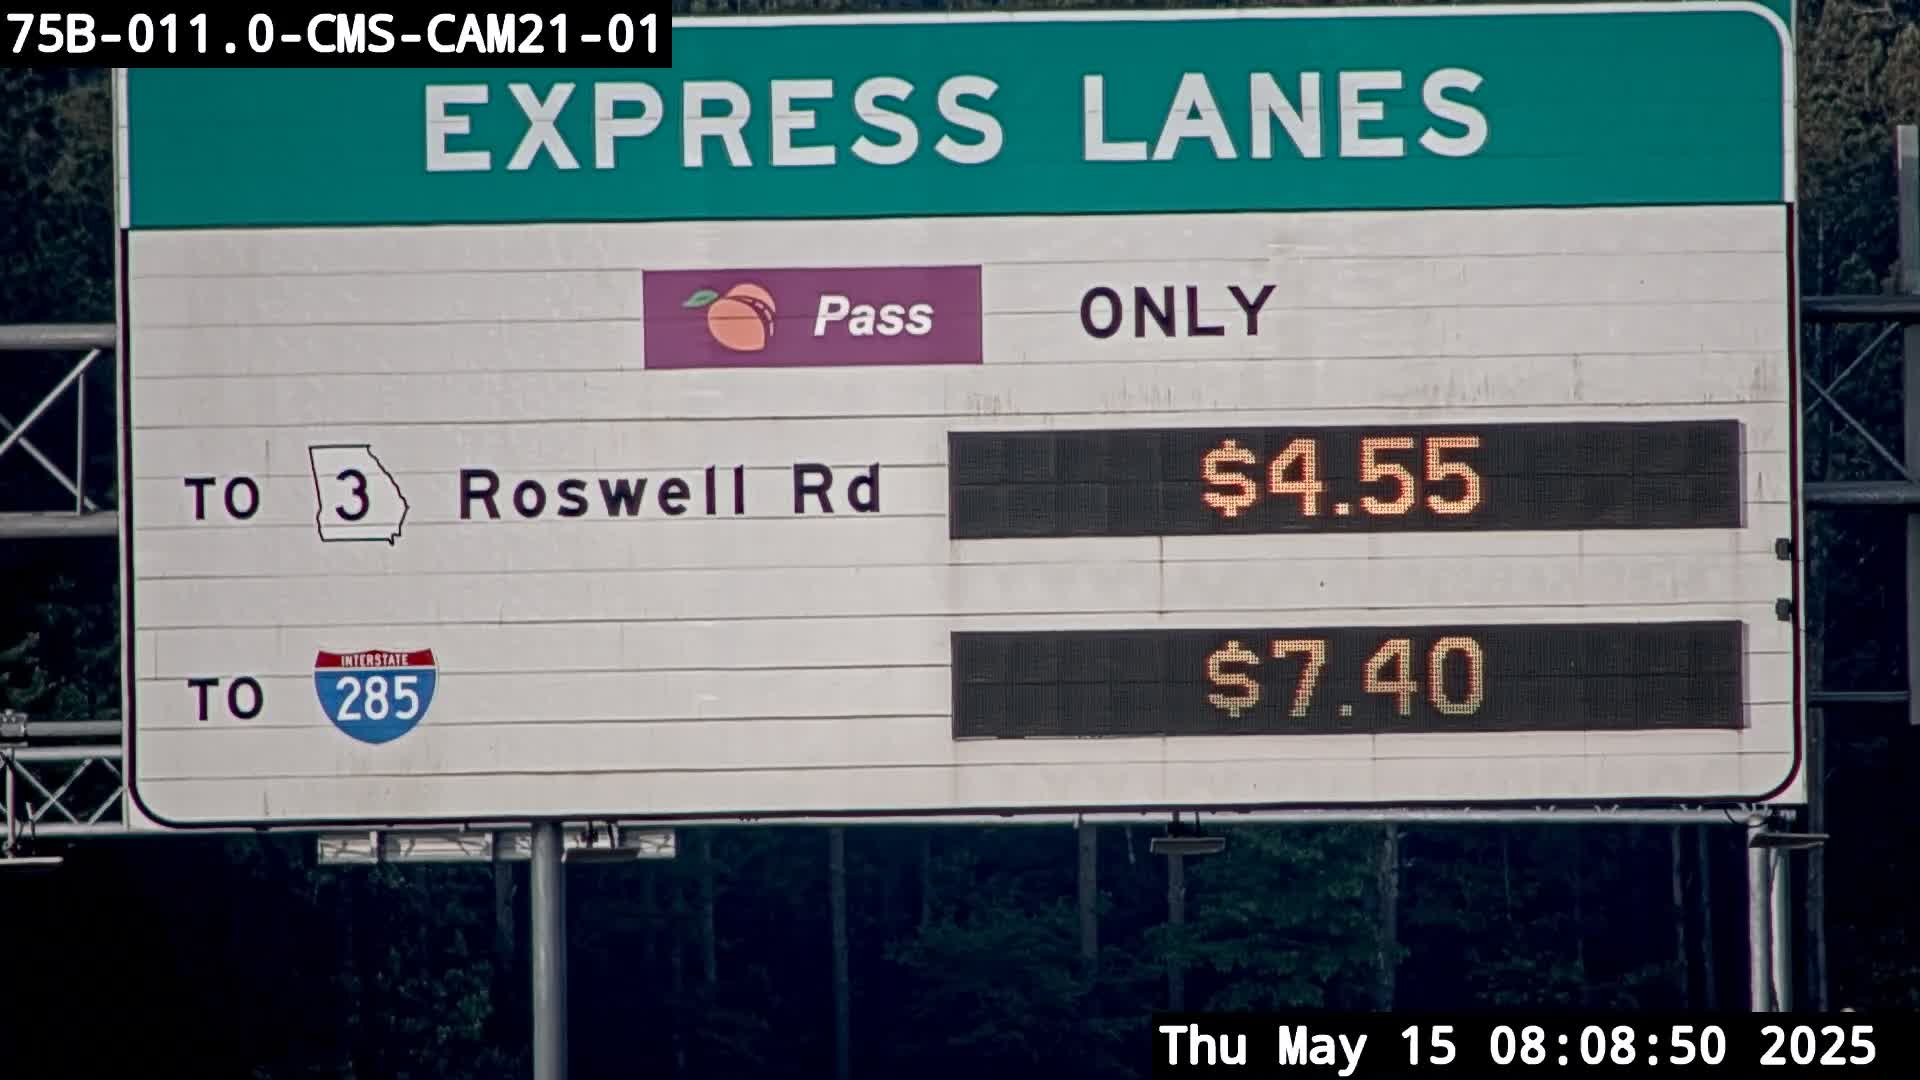 75B-011.0-CMS-CAM21-01
EXPRESS LANES
Pass ONLY
TO 3 Roswell Rd $4.55
TO INTERSTATE 285 $7.40
Thu May 15 08:08:50 2025